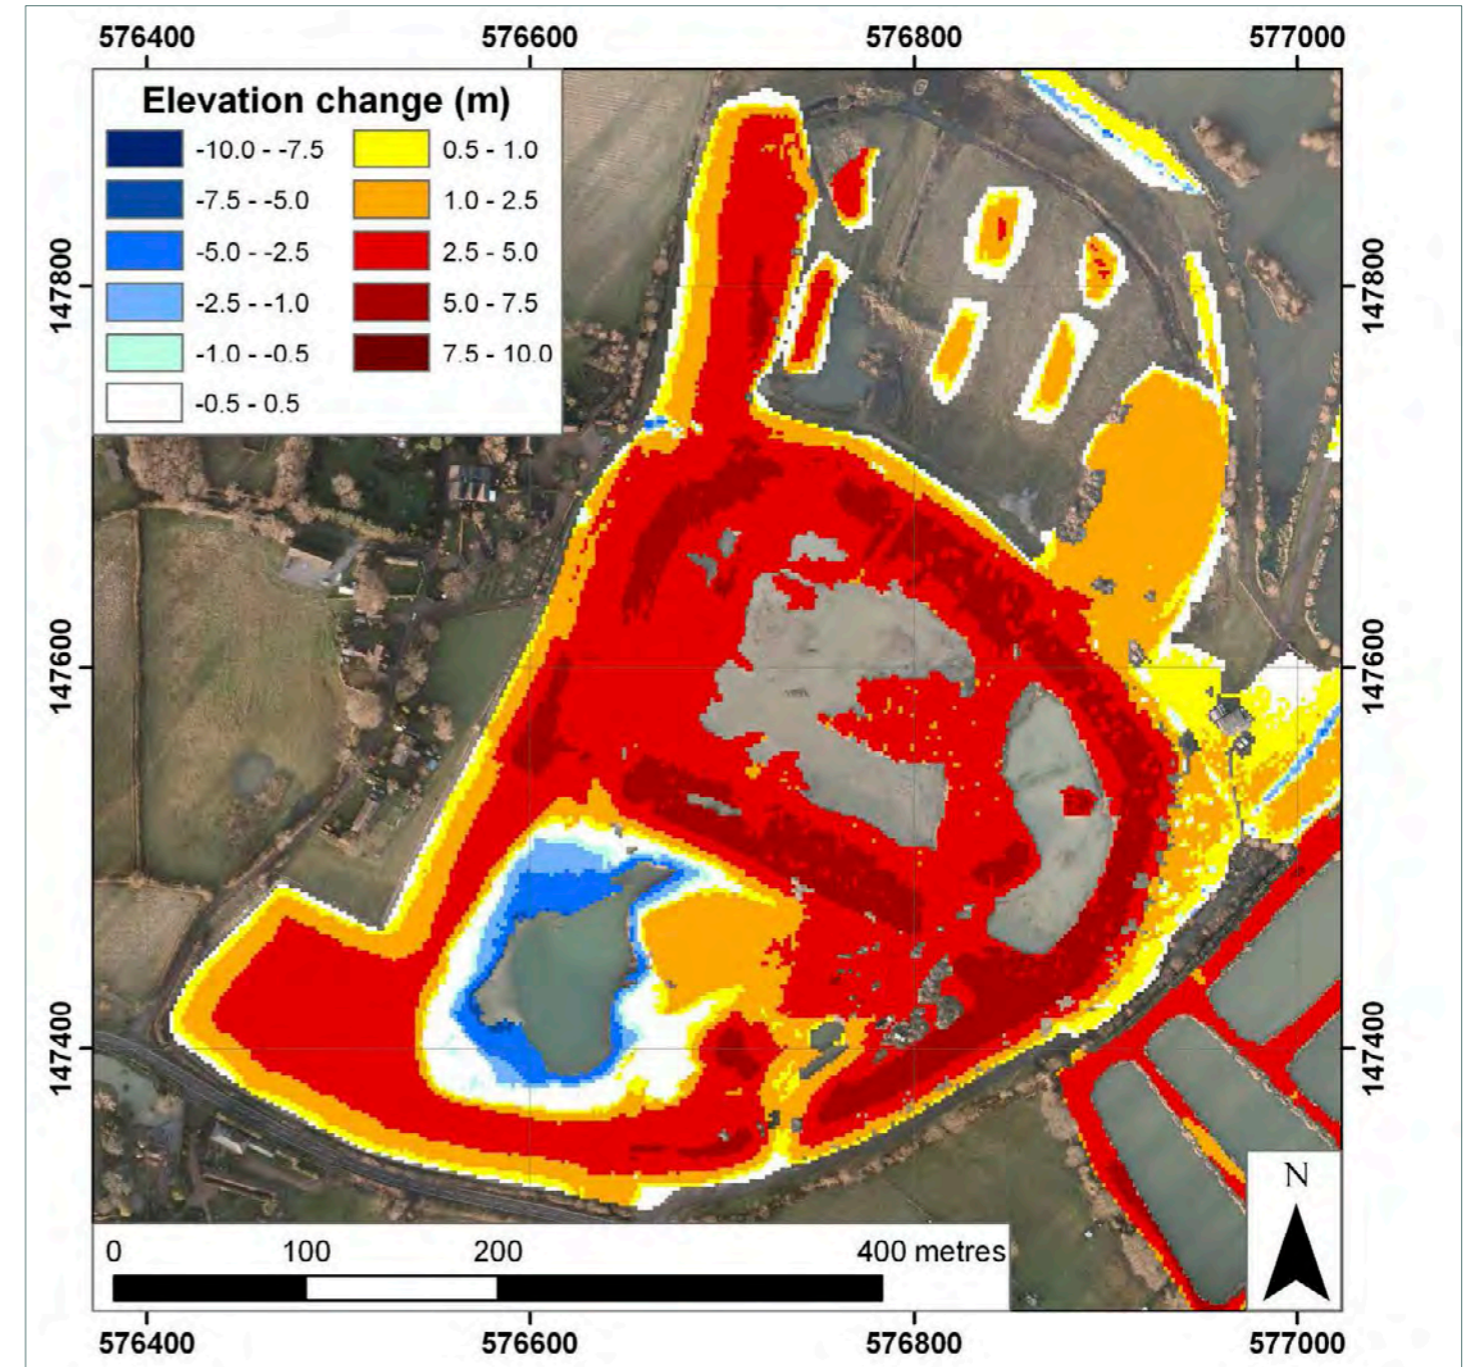 576400 576600 576800 577000
Elevation change (m)
-10.0 - -7.5 0.5 - 1.0
-7.5 - -5.0 1.0 - 2.5
-5.0 - -2.5 2.5 - 5.0
-2.5 - -1.0 5.0 - 7.5
-1.0 - -0.5 7.5 - 10.0
-0.5 - 0.5
147800 147800
147600 147600
147400 147400
N
0 100 200 400 metres
576400 576600 576800 577000